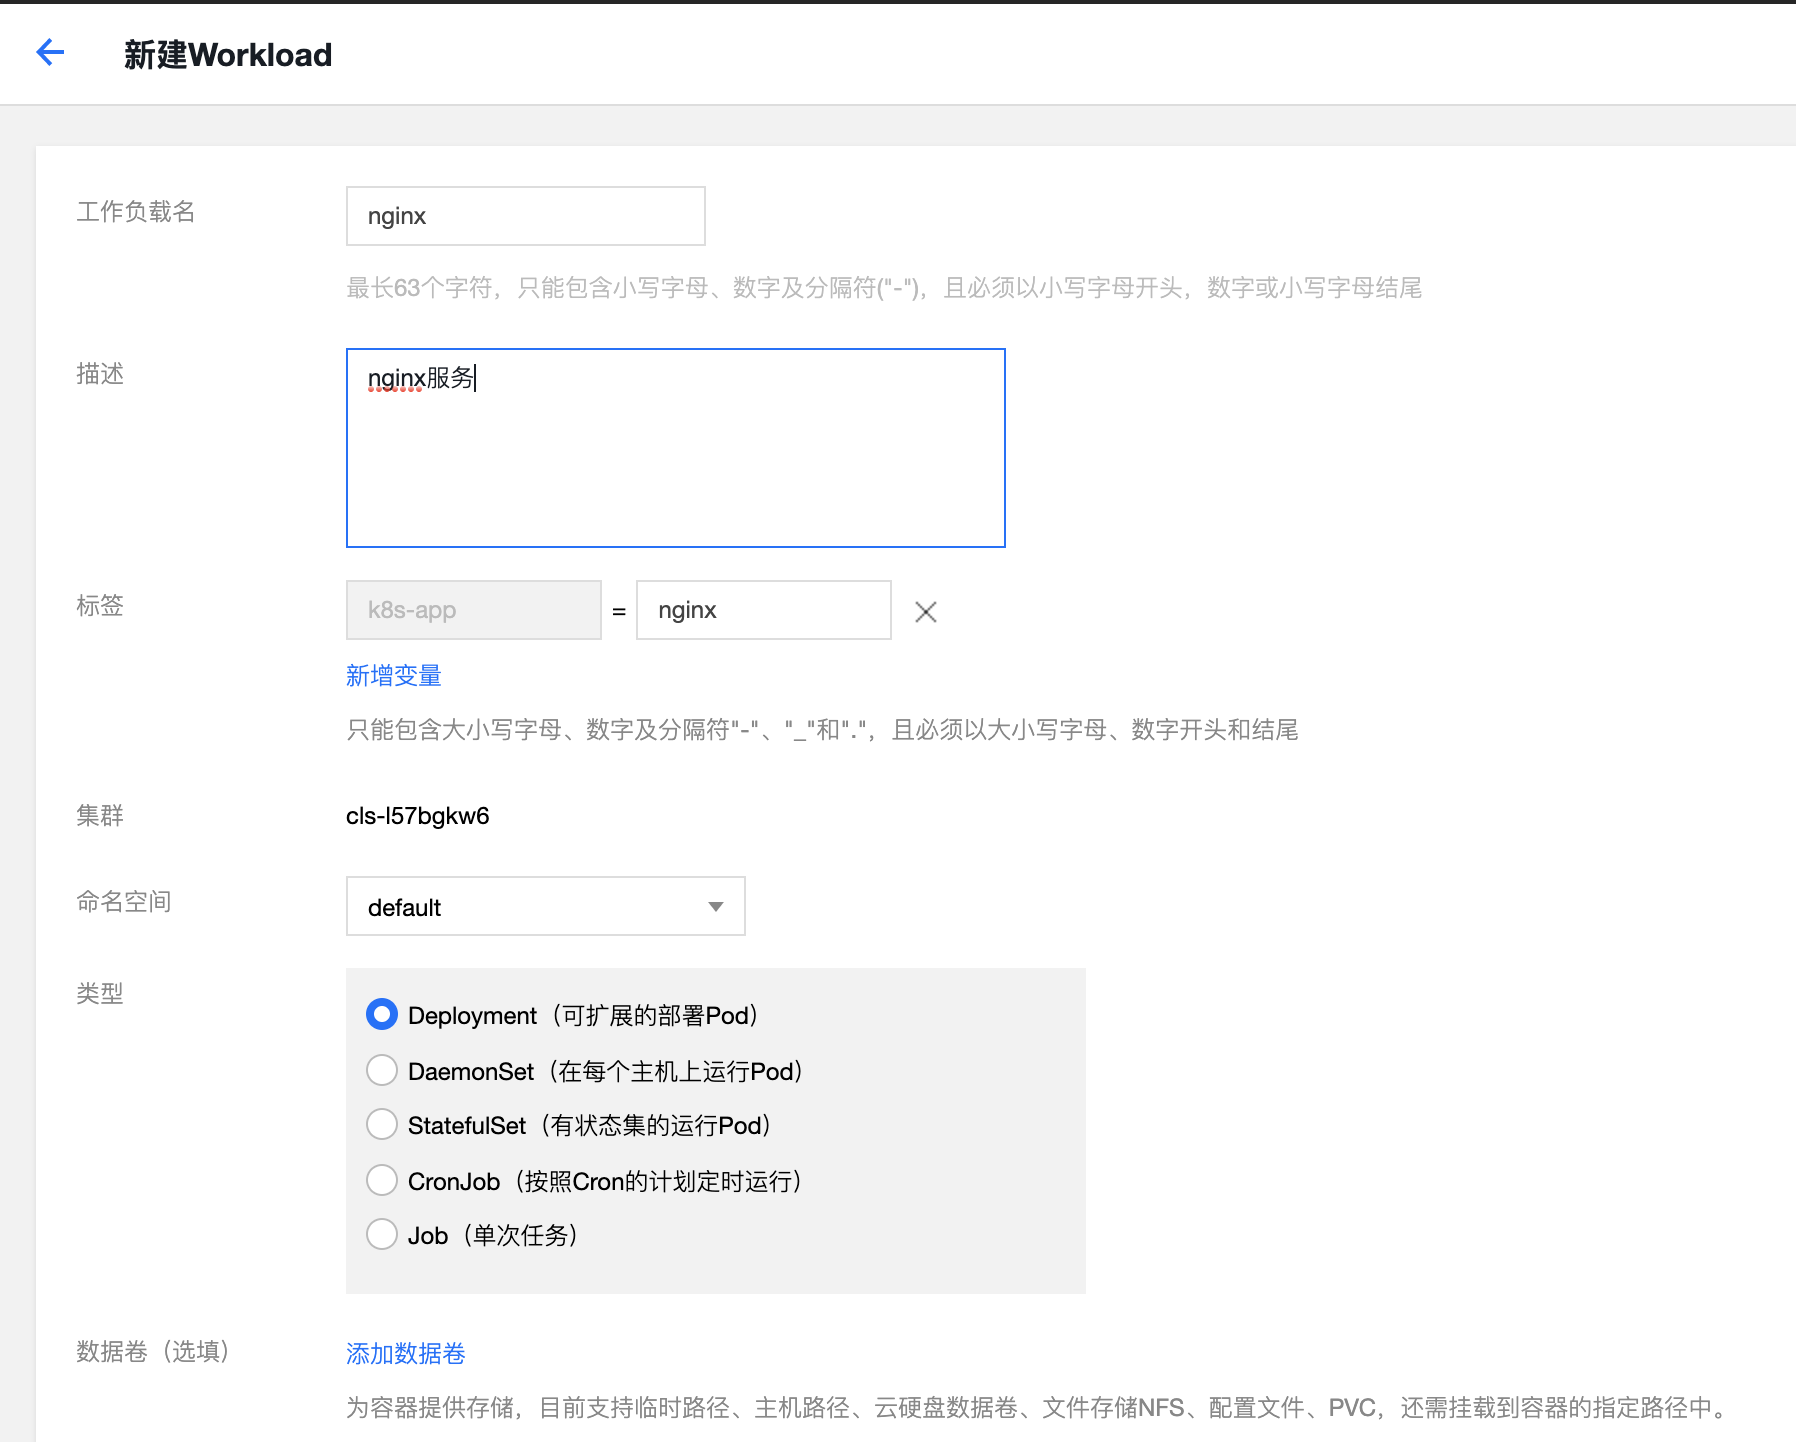 新建Workload
工作负载名
nginx
最长63个字符，只能包含小写字母、数字及分隔符("-")，且必须以小写字母开头，数字或小写字母结尾
描述
nginx服务
标签
k8s-app = nginx
新增变量
只能包含大小写字母、数字及分隔符"-"、"_"和"."，且必须以大小写字母、数字开头和结尾
集群
cls-l57bgkw6
命名空间
default
类型
Deployment（可扩展的部署Pod）
DaemonSet（在每个主机上运行Pod）
StatefulSet（有状态集的运行Pod）
CronJob（按照Cron的计划定时运行）
Job（单次任务）
数据卷（选填）
添加数据卷
为容器提供存储，目前支持临时路径、主机路径、云硬盘数据卷、文件存储NFS、配置文件、PVC，还需挂载到容器的指定路径中。